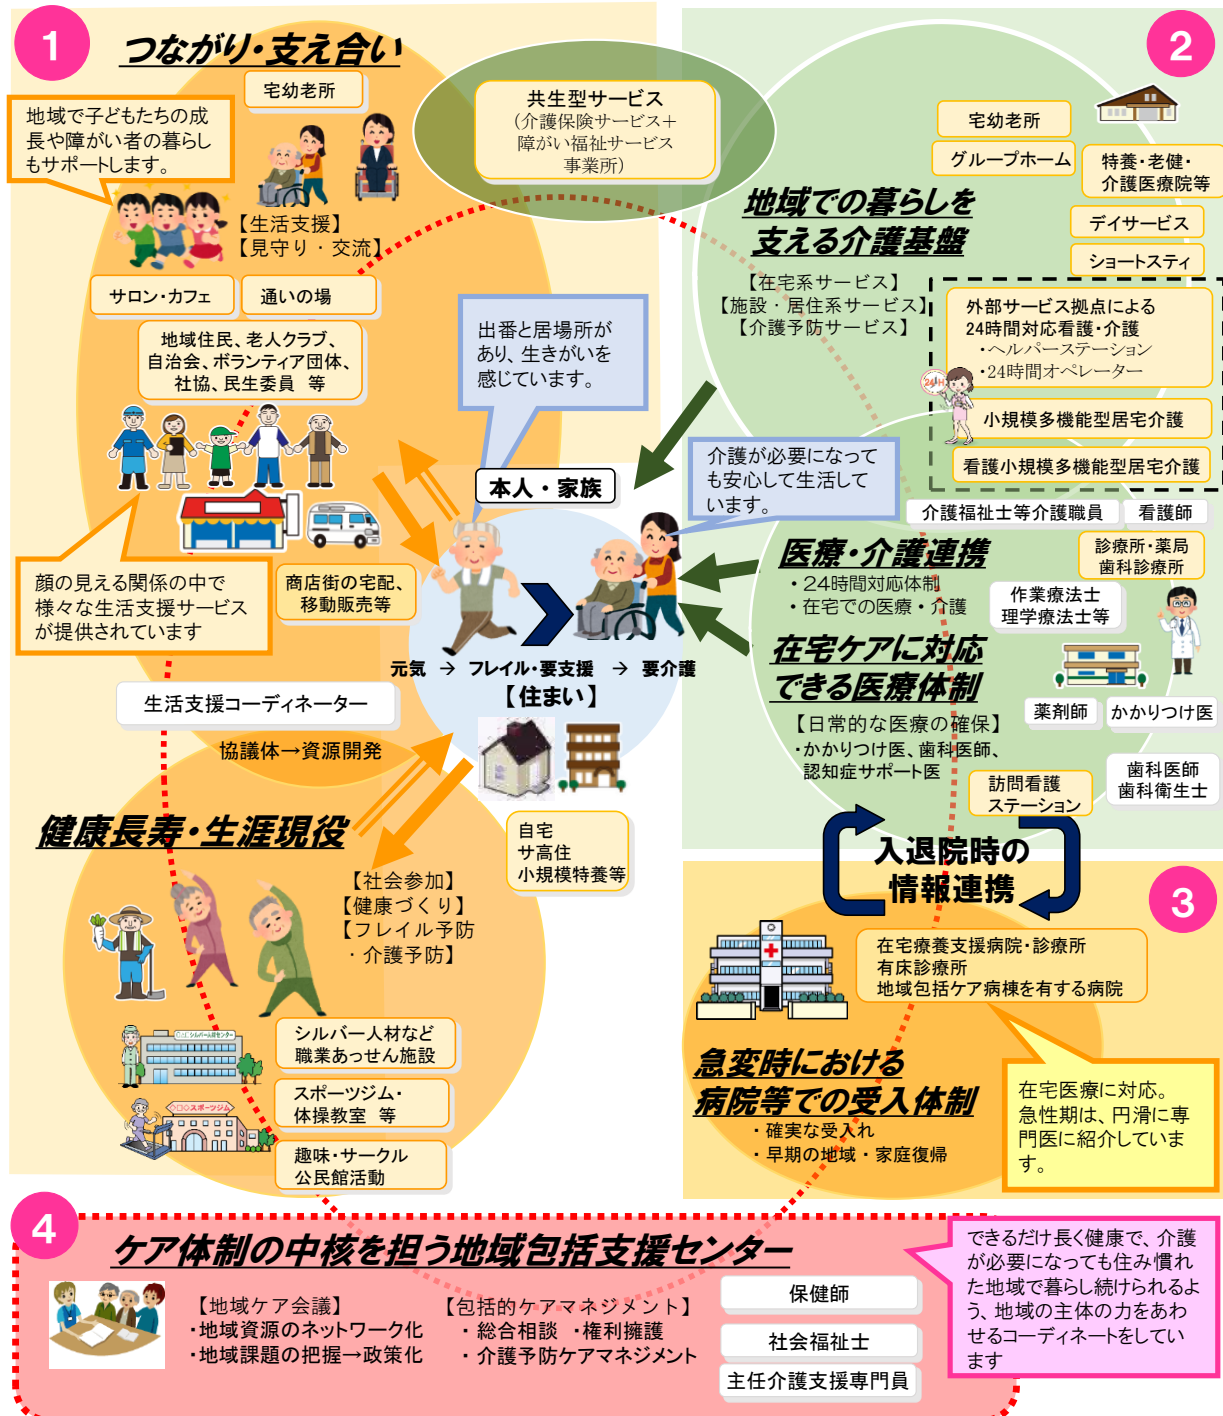 1
つながり・支え合い
宅幼老所
地域で子どもたちの成
長や障がい者の暮らし
もサポートします。
【生活支援】
【見守り・交流】
サロン・カフェ
通いの場
地域住民、老人クラブ、
自治会、ボランティア団体、
社協、民生委員 等
顔の見える関係の中で
様々な生活支援サービス
が提供されています
商店街の宅配、
移動販売等
生活支援コーディネーター
協議体→資源開発
共生型サービス
(介護保険サービス+
障がい福祉サービス
事業所)
出番と居場所が
あり、生きがいを
感じています。
本人・家族
介護が必要になって
も安心して生活して
います。
元気 → フレイル・要支援 → 要介護
【住まい】
自宅
サ高住
小規模特養等
健康長寿・生涯現役
【社会参加】
【健康づくり】
【フレイル予防
・介護予防】
シルバー人材など
職業あっせん施設
スポーツジム・
体操教室 等
〇□◇スポーツジム
趣味・サークル
公民館活動
2
宅幼老所
グループホーム
特養・老健・
介護医療院等
地域での暮らしを
支える介護基盤
デイサービス
ショートスティ
【在宅系サービス】
【施設・居住系サービス】
【介護予防サービス】
外部サービス拠点による
24時間対応看護・介護
・ヘルパーステーション
・24時間オペレーター
24H
小規模多機能型居宅介護
看護小規模多機能型居宅介護
介護福祉士等介護職員
看護師
医療・介護連携
・24時間対応体制
・在宅での医療・介護
診療所・薬局
歯科診療所
作業療法士
理学療法士等
在宅ケアに対応
できる医療体制
【日常的な医療の確保】
・かかりつけ医、歯科医師、
認知症サポート医
薬剤師
かかりつけ医
歯科医師
歯科衛生士
訪問看護
ステーション
入退院時の
情報連携
3
在宅療養支援病院・診療所
有床診療所
地域包括ケア病棟を有する病院
急変時における
病院等での受入体制
・確実な受入れ
・早期の地域・家庭復帰
在宅医療に対応。
急性期は、円滑に専
門医に紹介していま
す。
4
ケア体制の中核を担う地域包括支援センター
【地域ケア会議】
・地域資源のネットワーク化
・地域課題の把握→政策化
【包括的ケアマネジメント】
・総合相談 ・権利擁護
・介護予防ケアマネジメント
保健師
社会福祉士
主任介護支援専門員
できるだけ長く健康で、介護
が必要になっても住み慣れ
た地域で暮らし続けられるよ
う、地域の主体の力をあわ
せるコーディネートをしてい
ます